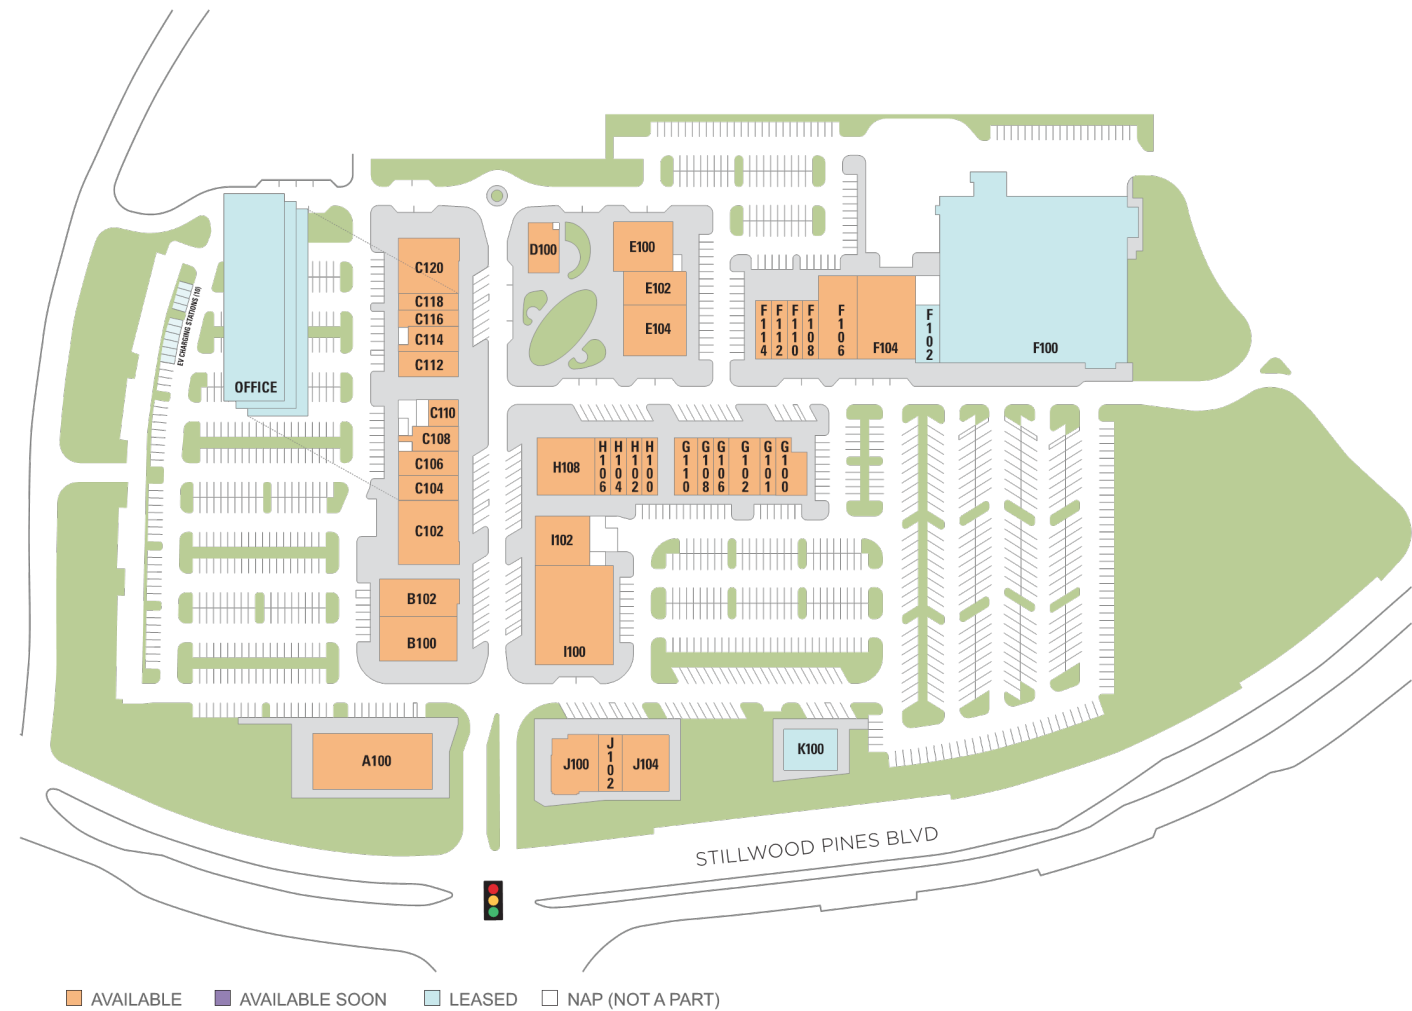 EV CHARGING STATIONS (18)
OFFICE
C120
C118
C116
C114
C112
C110
C108
C106
C104
C102
B102
B100
A100
D100
E100
E102
E104
F114
F112
F110
F108
F106
F104
F102
F100
H108
H106
H104
H102
H100
G110
G108
G106
G102
G101
G100
I102
I100
J100
J102
J104
K100
STILLWOOD PINES BLVD
AVAILABLE
AVAILABLE SOON
LEASED
NAP (NOT A PART)